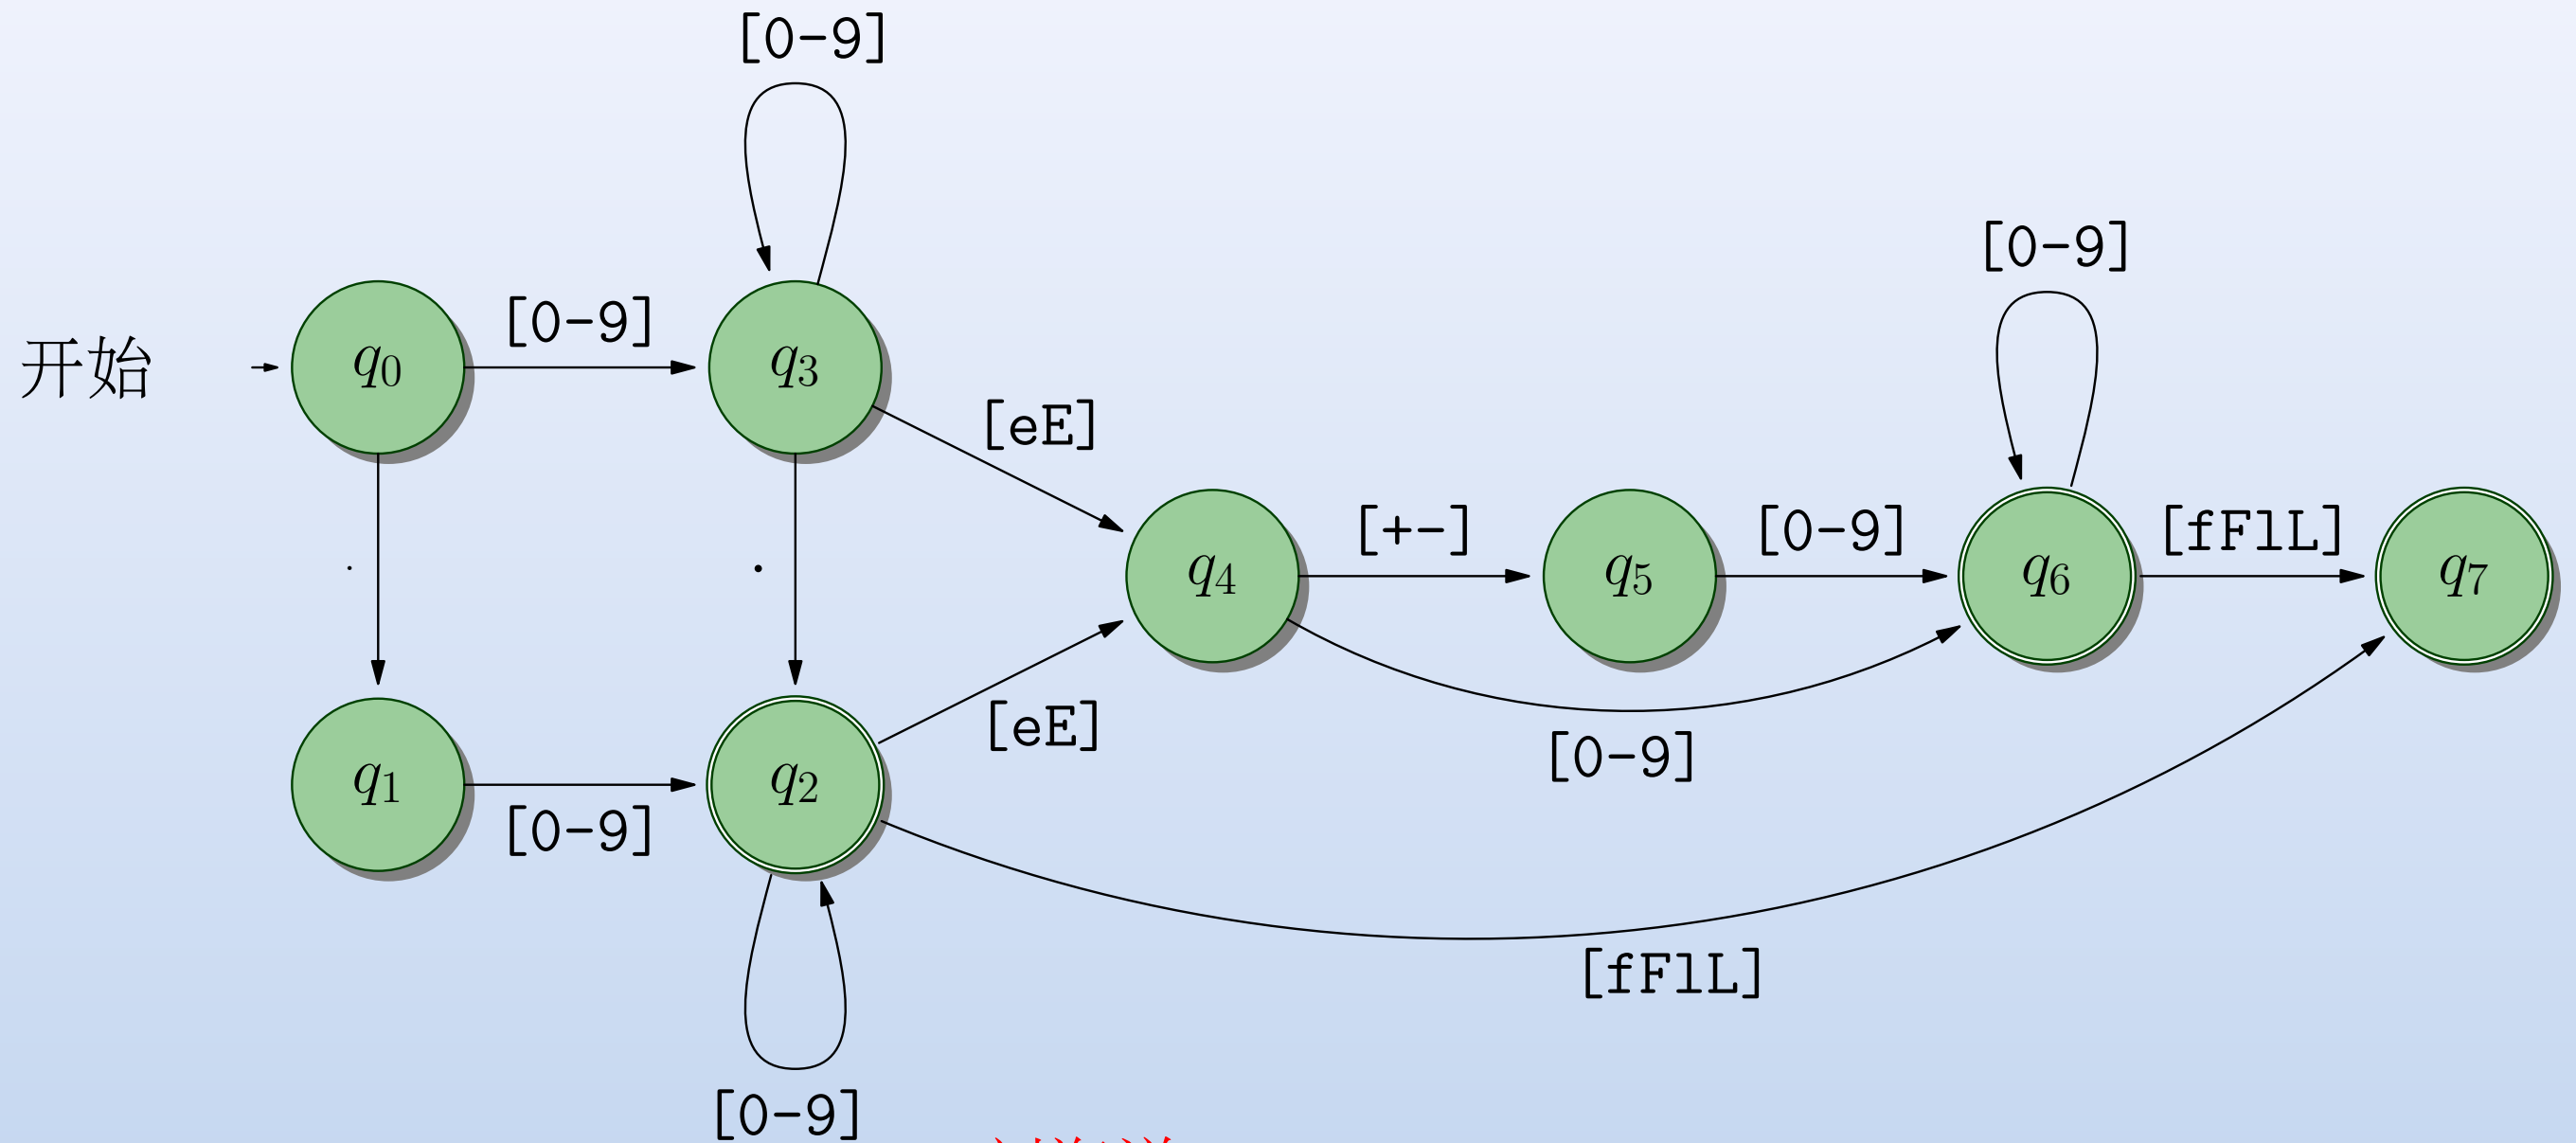 [0-9]
[0-9]
开始
q0
[0-9]
q3
[eE]
.
.
q4
[+-]
q5
[0-9]
q6
[fFlL]
q7
q1
[0-9]
q2
[eE]
[0-9]
[fFlL]
[0-9]